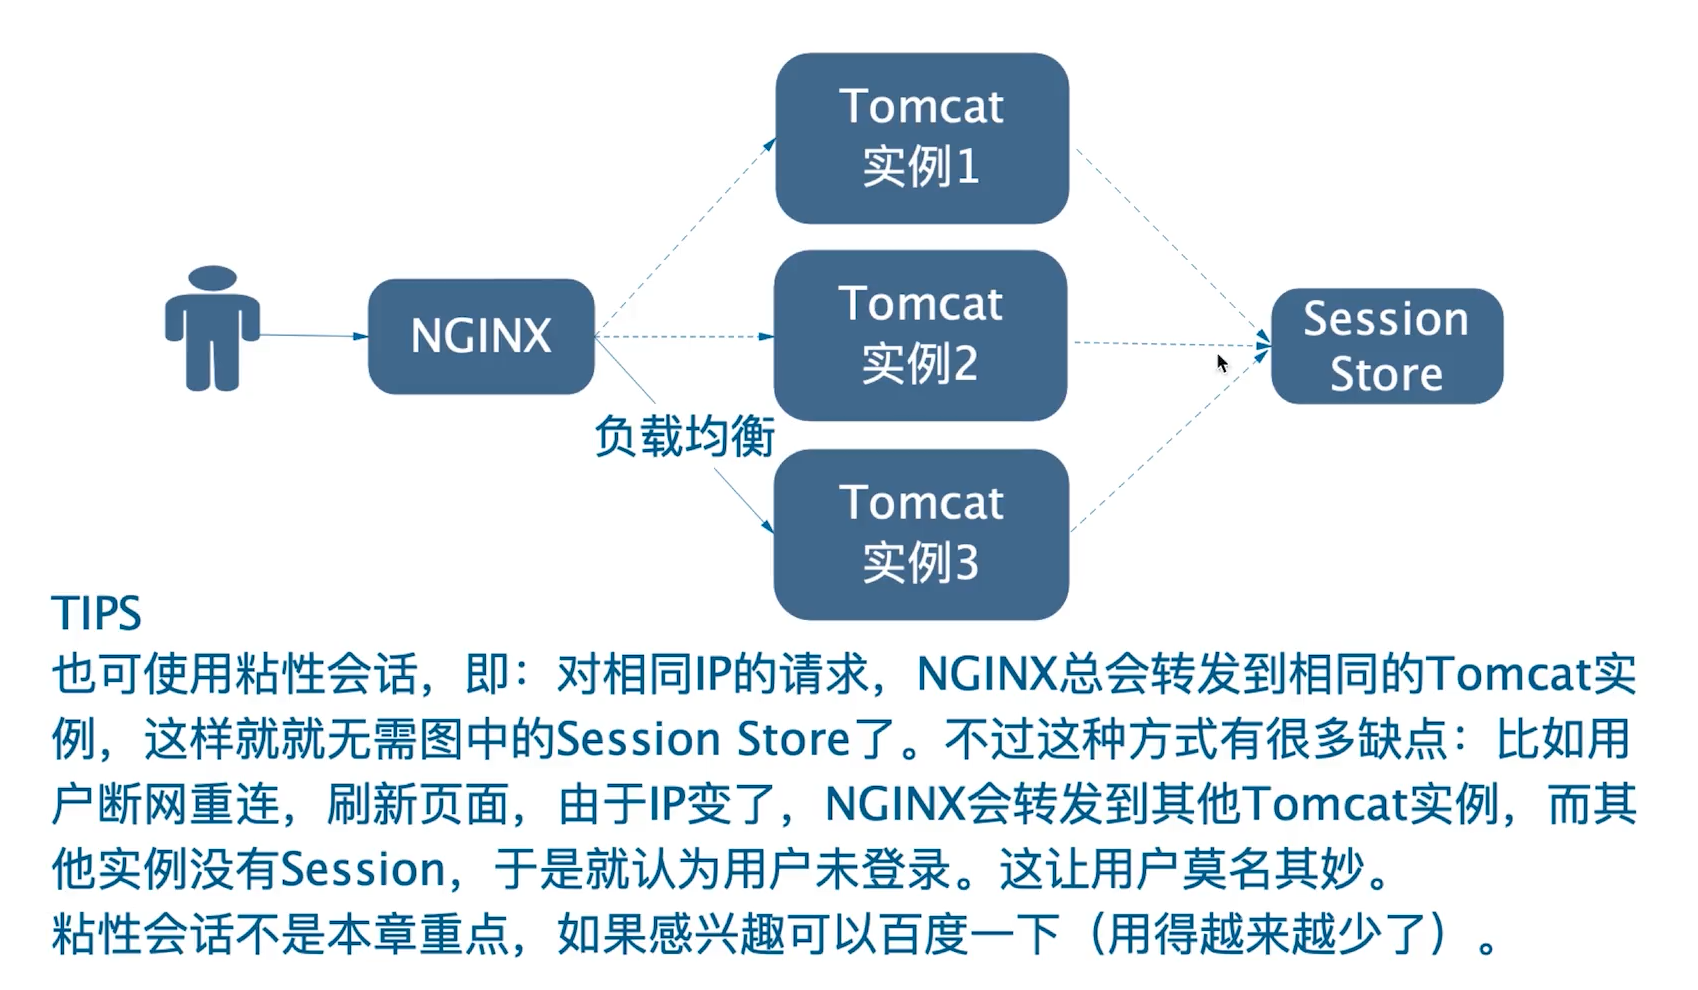 Tomcat
实例1
NGINX
Tomcat
实例2
Session
Store
负载均衡
Tomcat
实例3
TIPS
也可使用粘性会话，即：对相同IP的请求，NGINX总会转发到相同的Tomcat实
例，这样就就无需图中的Session Store了。不过这种方式有很多缺点：比如用
户断网重连，刷新页面，由于IP变了，NGINX会转发到其他Tomcat实例，而其
他实例没有Session，于是就认为用户未登录。这让用户莫名其妙。
粘性会话不是本章重点，如果感兴趣可以百度一下（用得越来越少了）。